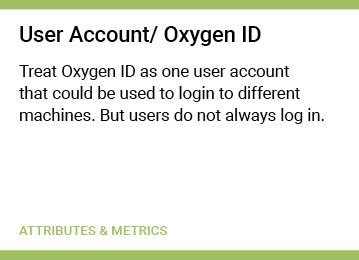 User Account/ Oxygen ID
Treat Oxygen ID as one user account
that could be used to login to different
machines. But users do not always log in.
ATTRIBUTES & METRICS